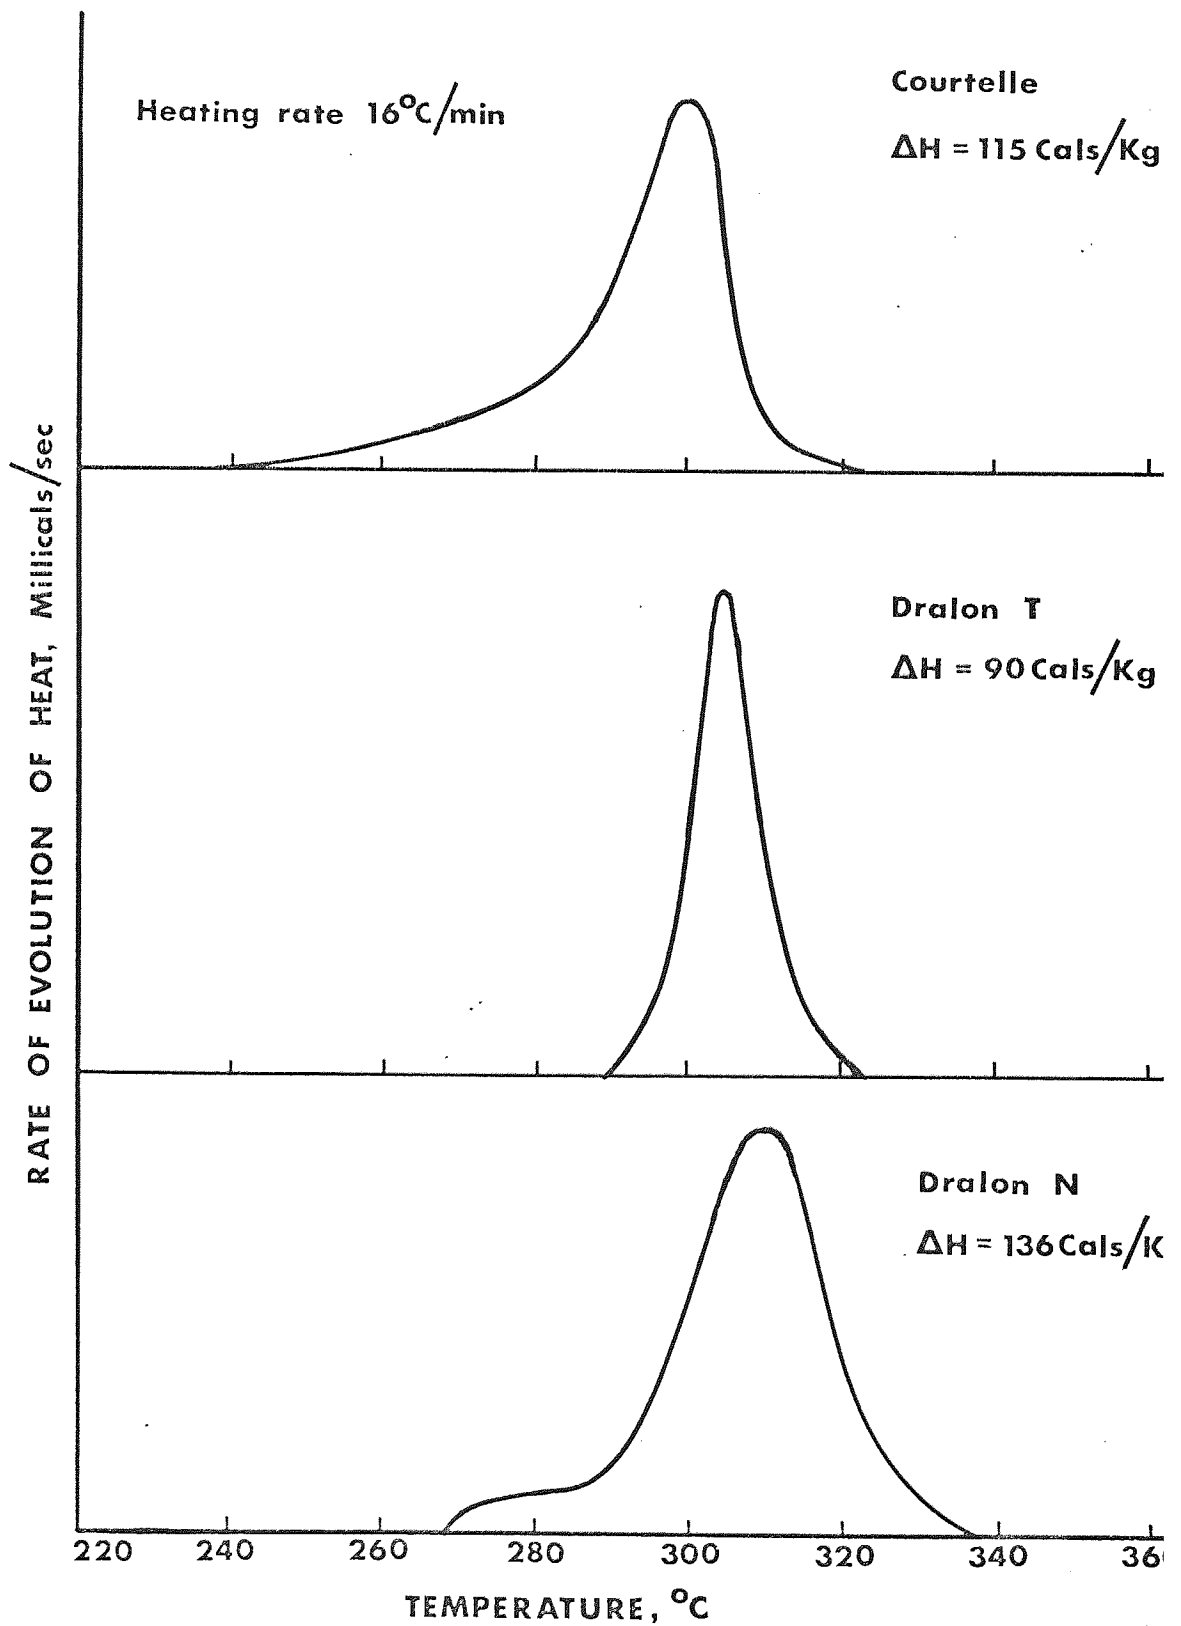 Heating rate 16°C/min
Courtelle
ΔH = 115 Cals/Kg
RATE OF EVOLUTION OF HEAT, Millicals/sec
Dralon T
ΔH = 90 Cals/Kg
Dralon N
ΔH = 136 Cals/K
220 240 260 280 300 320 340 36
TEMPERATURE, °C